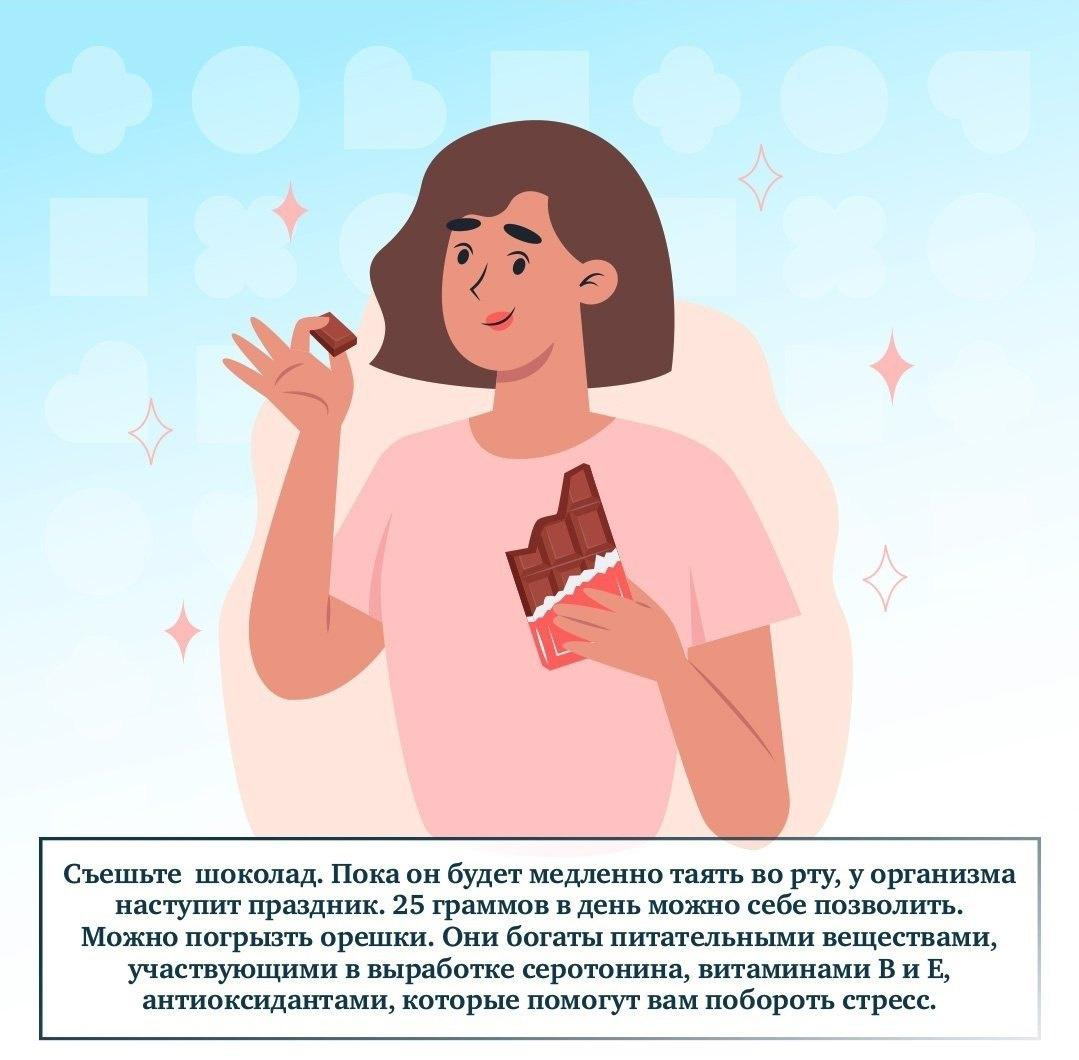 Съешьте  шоколад. Пока он будет медленно таять во рту, у организма
наступит праздник. 25 граммов в день можно себе позволить.
Можно погрызть орешки. Они богаты питательными веществами,
участвующими в выработке серотонина, витаминами В и Е,
антиоксидантами, которые помогут вам побороть стресс.